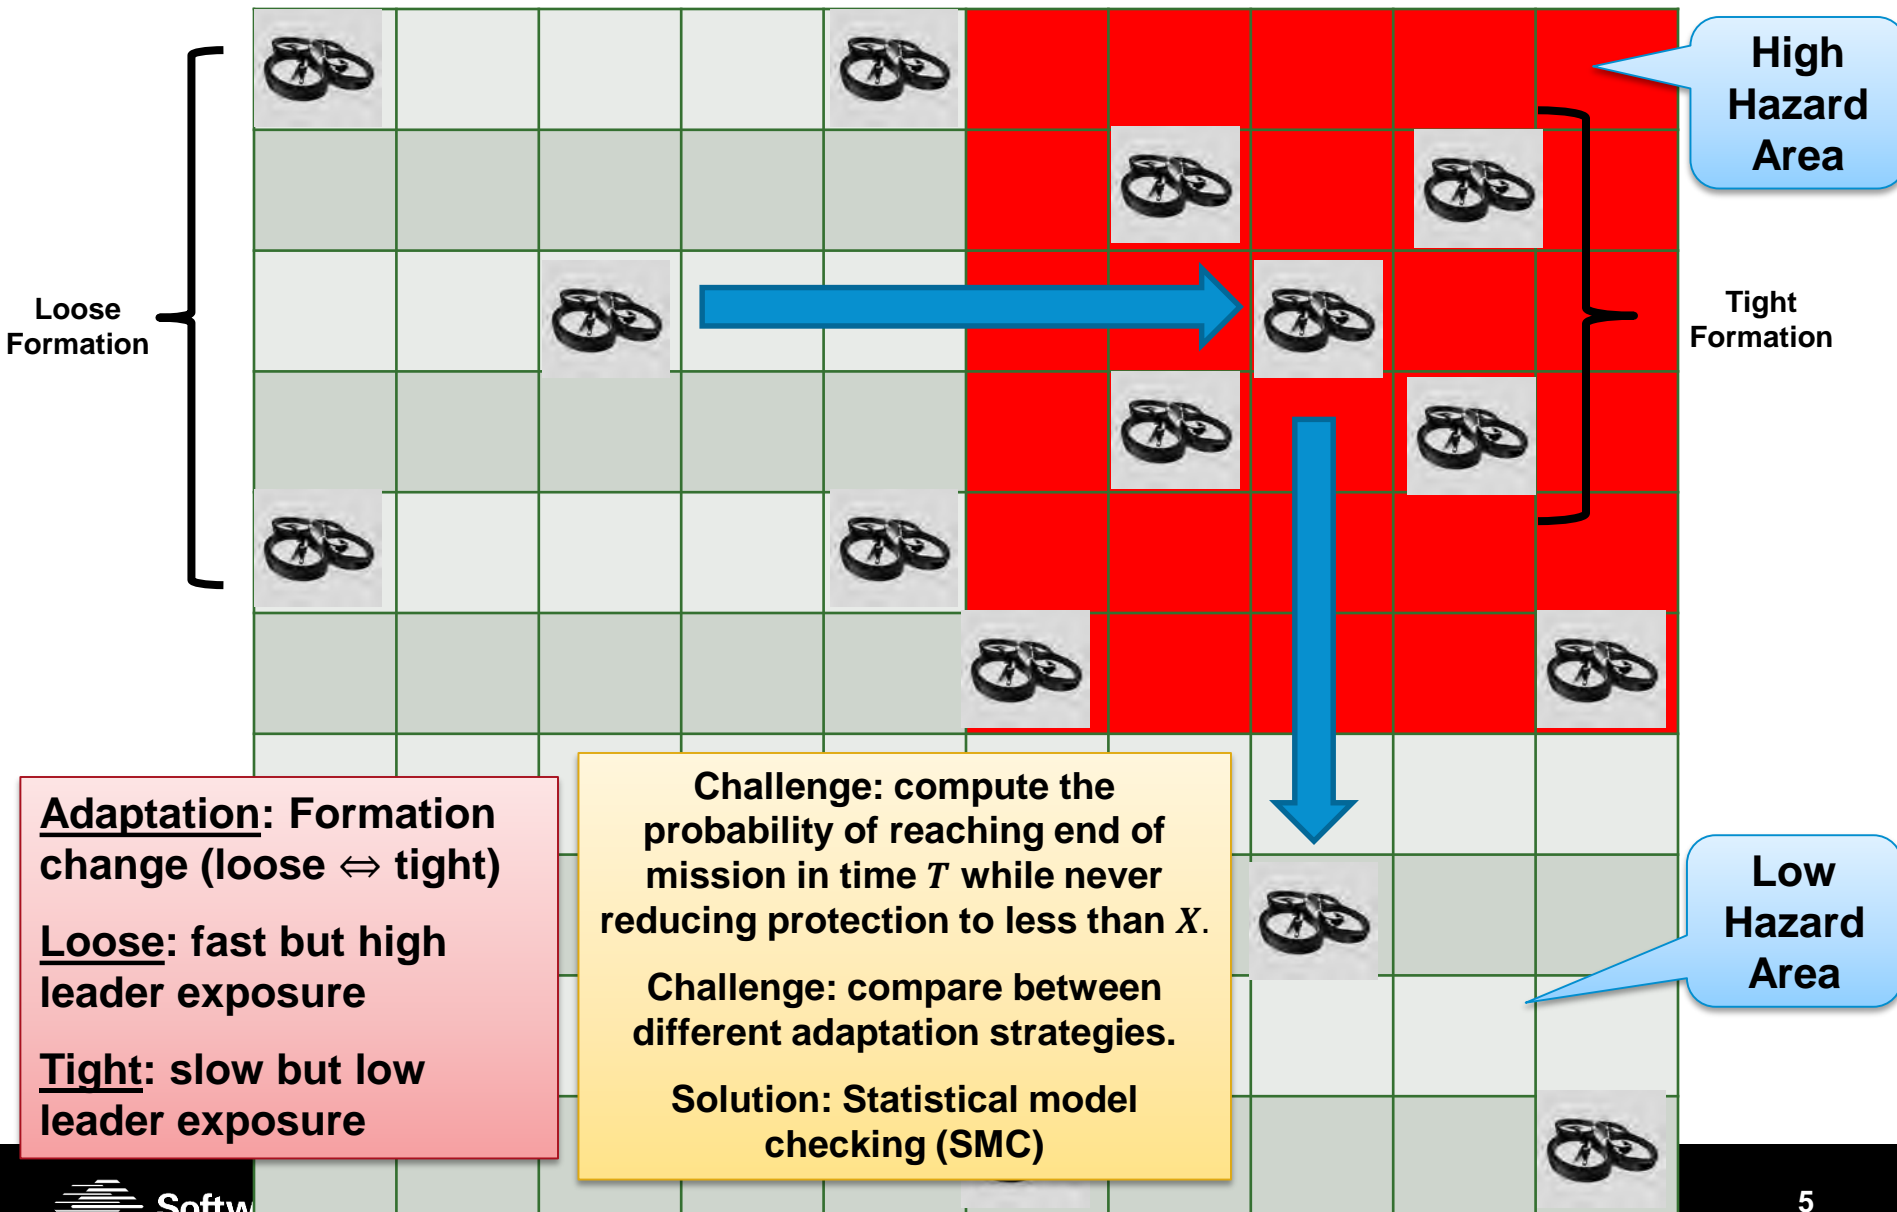 High
Hazard
Area
Loose
Formation
Tight
Formation
Adaptation: Formation
change (loose ⇔ tight)
Loose: fast but high
leader exposure
Tight: slow but low
leader exposure
Challenge: compute the
probability of reaching end of
mission in time T while never
reducing protection to less than X.
Challenge: compare between
different adaptation strategies.
Solution: Statistical model
checking (SMC)
Low
Hazard
Area
5